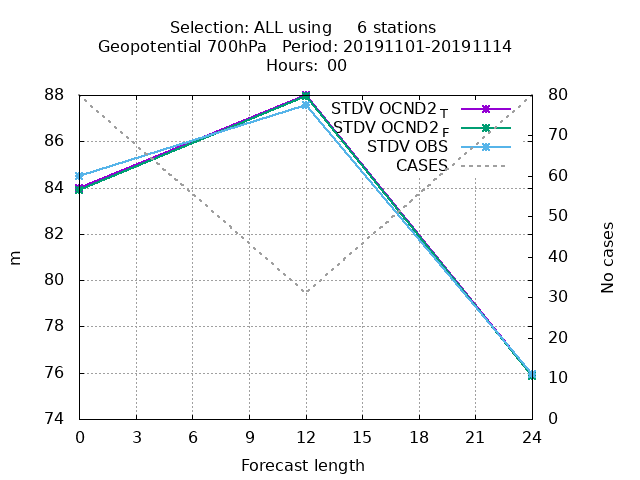 Selection: ALL using     6 stations
Geopotential 700hPa   Period: 20191101-20191114
Hours:  00
88
86
84
82
80
78
76
74
80
70
60
50
40
30
20
10
0
STDV OCND2_T
STDV OCND2_F
STDV OBS
CASES
m
No cases
0 3 6 9 12 15 18 21 24
Forecast length